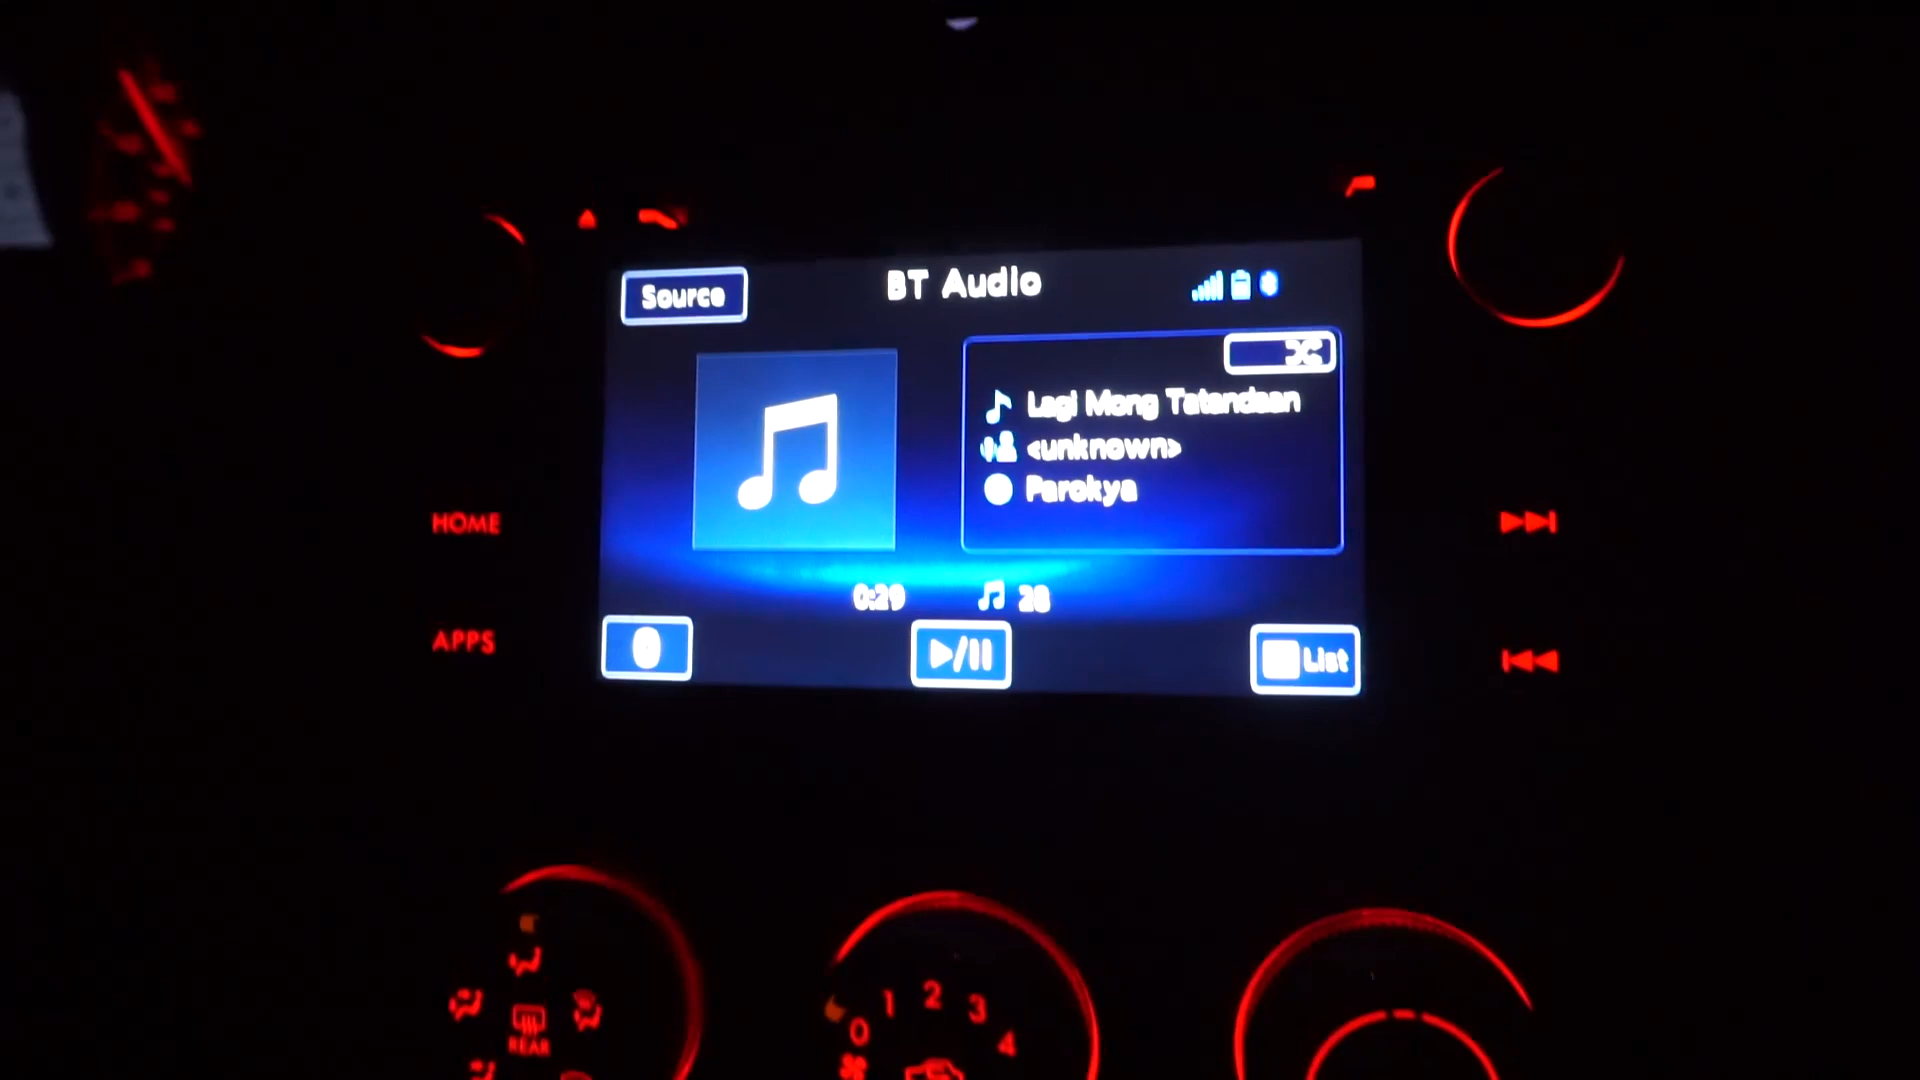 Source
BT Audio
Lagi Mong Tatandaan
<unknown>
Parokya
0:29
28
List
HOME
APPS
REAR
0 1 2 3 4